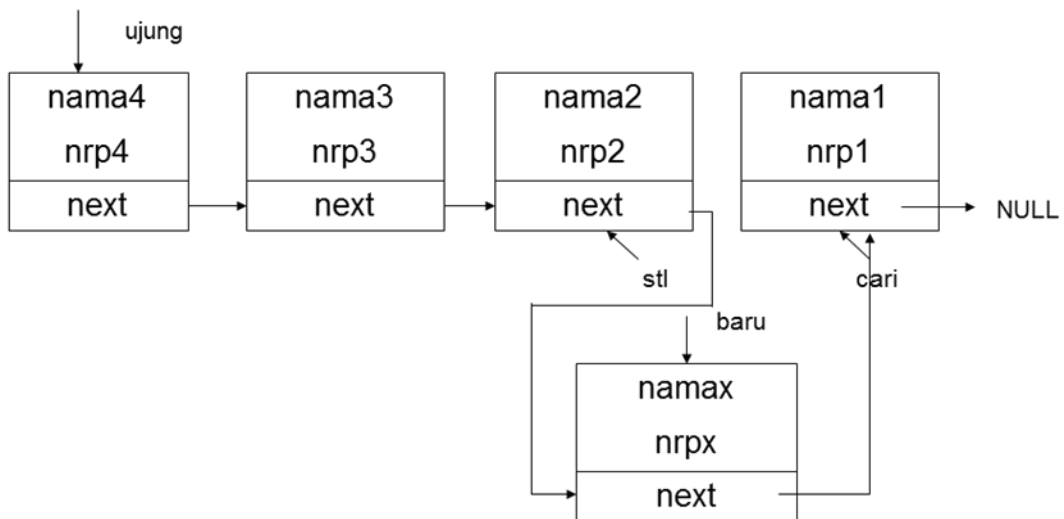 ujung
nama4
nrp4
next
nama3
nrp3
next
nama2
nrp2
next
nama1
nrp1
next
NULL
stl
cari
baru
namax
nrpx
next